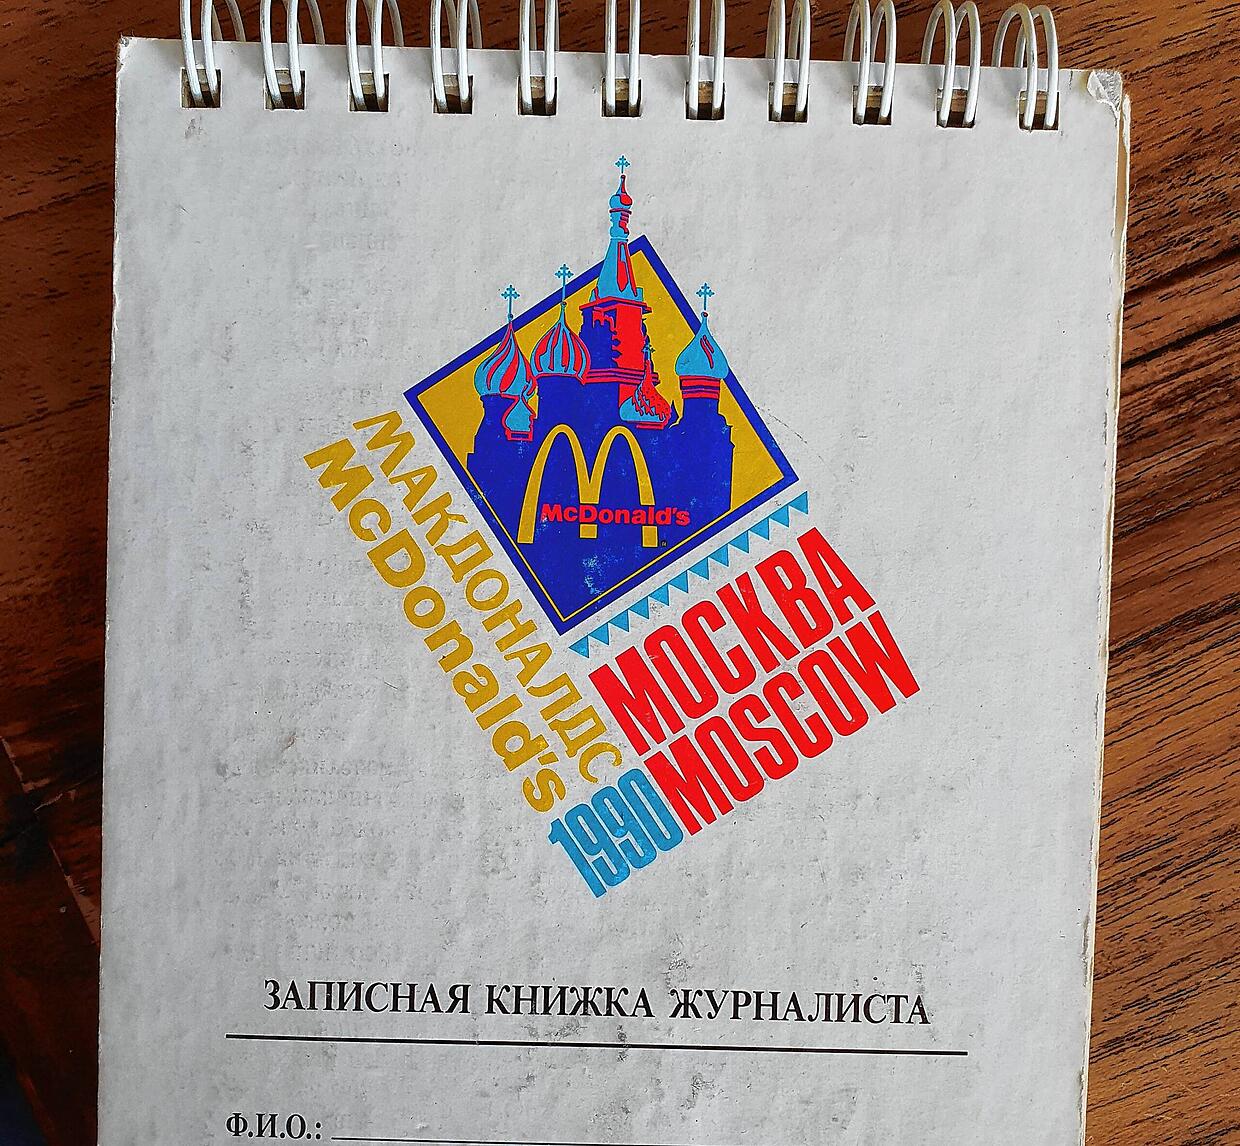 McDonald's
МАКДОНАЛДС
McDonald's
МОСКВА
1990 MOSCOW
ЗАПИСНАЯ КНИЖКА ЖУРНАЛИСТА
Ф.И.О.: